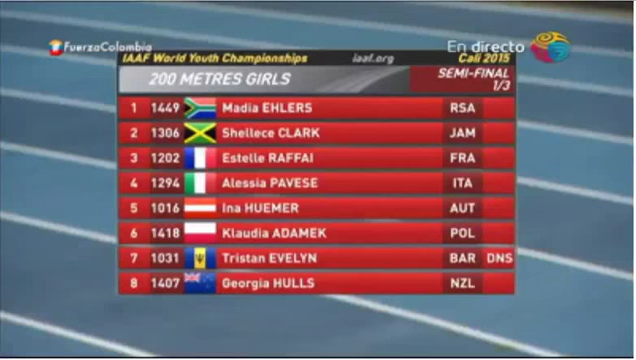 #FuerzaColombia
En directo
IAAF World Youth Championships iaaf.org Cali 2015
200 METRES GIRLS SEMI-FINAL
1/3
1 1449 Madia EHLERS RSA
2 1306 Shellece CLARK JAM
3 1202 Estelle RAFFAI FRA
4 1294 Alessia PAVESE ITA
5 1016 Ina HUEMER AUT
6 1418 Klaudia ADAMEK POL
7 1031 Tristan EVELYN BAR DNS
8 1407 Georgia HULLS NZL